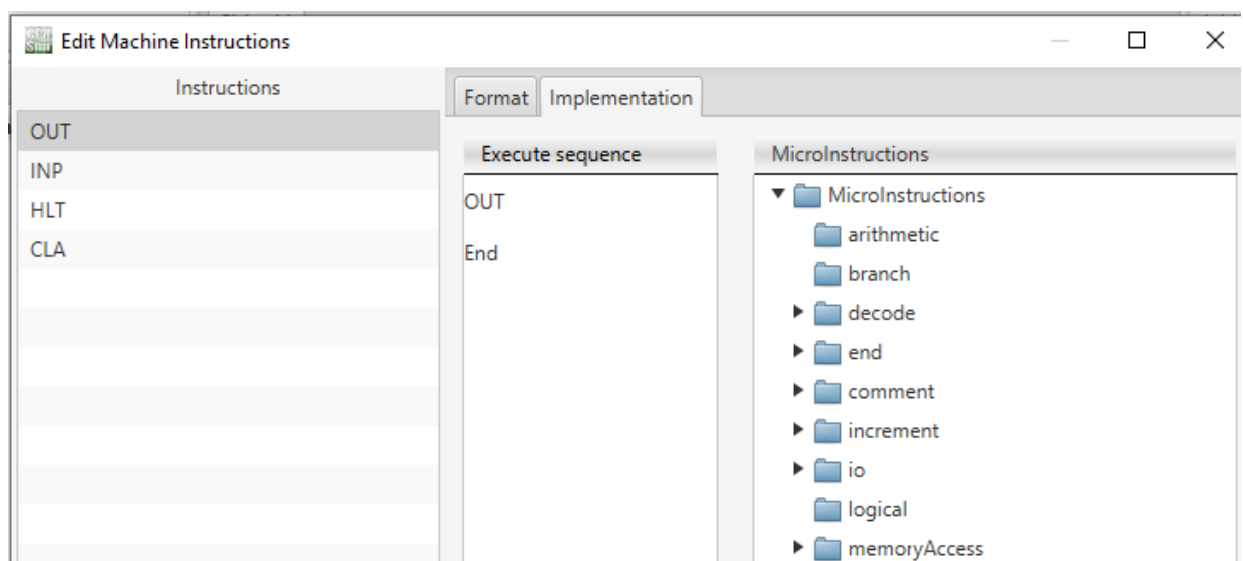 Edit Machine Instructions
Instructions
OUT
INP
HLT
CLA
Format
Implementation
Execute sequence
OUT
End
MicroInstructions
MicroInstructions
arithmetic
branch
decode
end
comment
increment
io
logical
memoryAccess